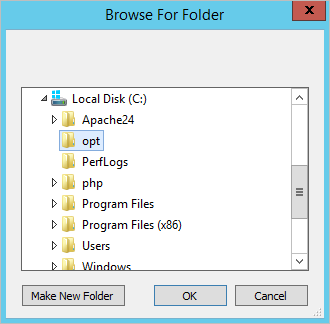 Browse For Folder
Local Disk (C:)
Apache24
opt
PerfLogs
php
Program Files
Program Files (x86)
Users
Windows
Make New Folder
OK
Cancel